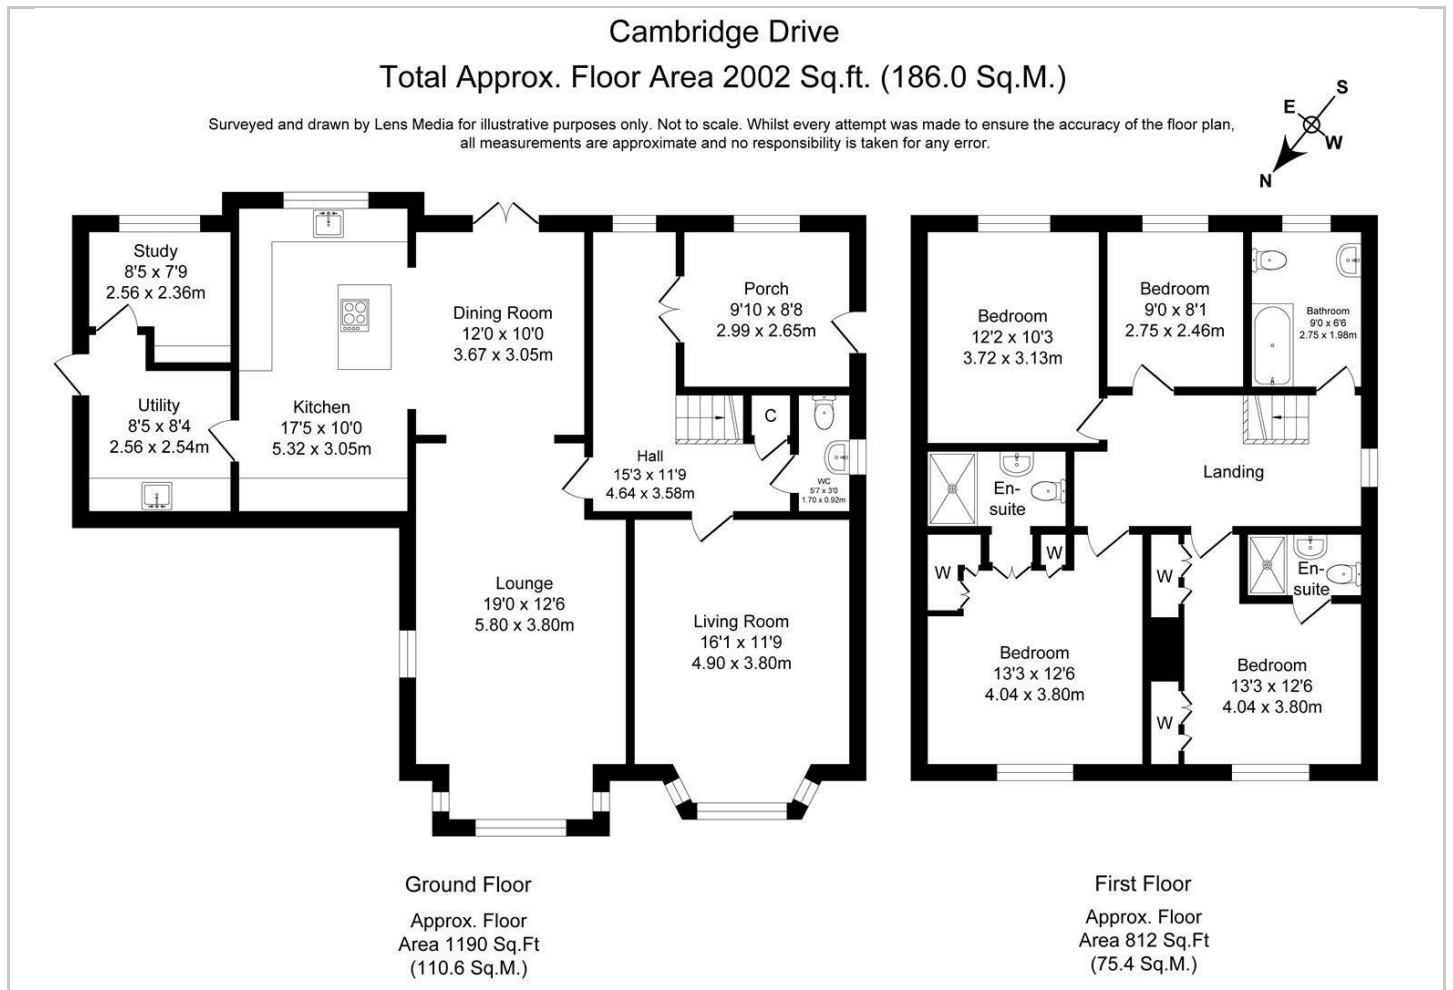 Cambridge Drive
Total Approx. Floor Area 2002 Sq.ft. (186.0 Sq.M.)
Surveyed and drawn by Lens Media for illustrative purposes only. Not to scale. Whilst every attempt was made to ensure the accuracy of the floor plan,
all measurements are approximate and no responsibility is taken for any error.
S
E
W
N
Study
8'5 x 7'9
2.56 x 2.36m
Utility
8'5 x 8'4
2.56 x 2.54m
Kitchen
17'5 x 10'0
5.32 x 3.05m
Dining Room
12'0 x 10'0
3.67 x 3.05m
Porch
9'10 x 8'8
2.99 x 2.65m
C
Hall
15'3 x 11'9
4.64 x 3.58m
WC
5'7 x 3'0
1.70 x 0.92m
Lounge
19'0 x 12'6
5.80 x 3.80m
Living Room
16'1 x 11'9
4.90 x 3.80m
Ground Floor
Approx. Floor
Area 1190 Sq.Ft
(110.6 Sq.M.)
Bedroom
12'2 x 10'3
3.72 x 3.13m
Bedroom
9'0 x 8'1
2.75 x 2.46m
Bathroom
9'0 x 6'6
2.75 x 1.98m
Landing
En-
suite
W
W
Bedroom
13'3 x 12'6
4.04 x 3.80m
W
En-
suite
W
Bedroom
13'3 x 12'6
4.04 x 3.80m
First Floor
Approx. Floor
Area 812 Sq.Ft
(75.4 Sq.M.)